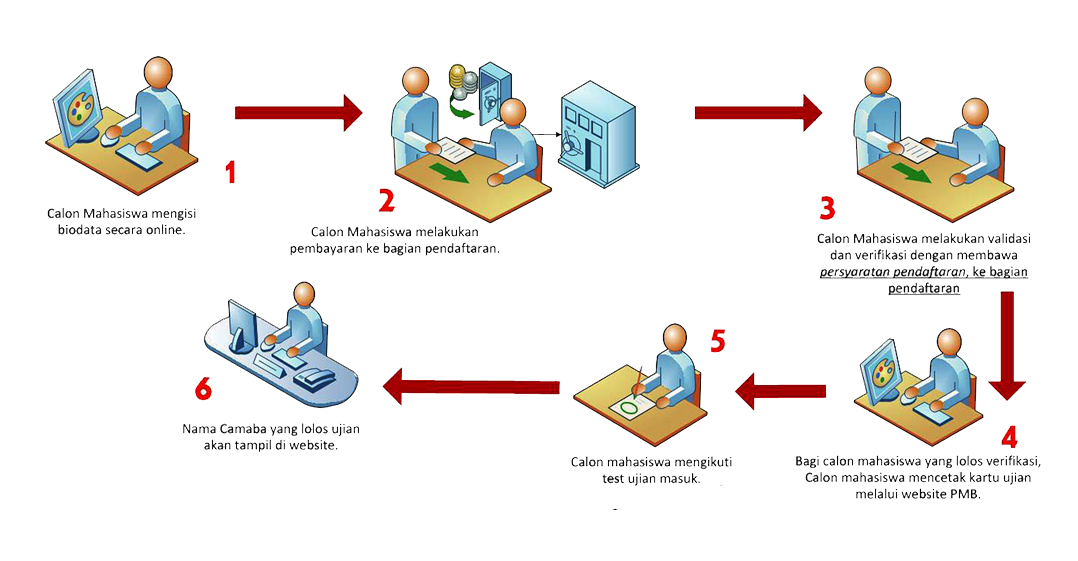 1
Calon Mahasiswa mengisi
biodata secara online.
2
Calon Mahasiswa melakukan
pembayaran ke bagian pendaftaran.
3
Calon Mahasiswa melakukan validasi
dan verifikasi dengan membawa
persyaratan pendaftaran, ke bagian
pendaftaran
4
Bagi calon mahasiswa yang lolos verifikasi,
Calon mahasiswa mencetak kartu ujian
melalui website PMB.
5
Calon mahasiswa mengikuti
test ujian masuk.
6
Nama Camaba yang lolos ujian
akan tampil di website.